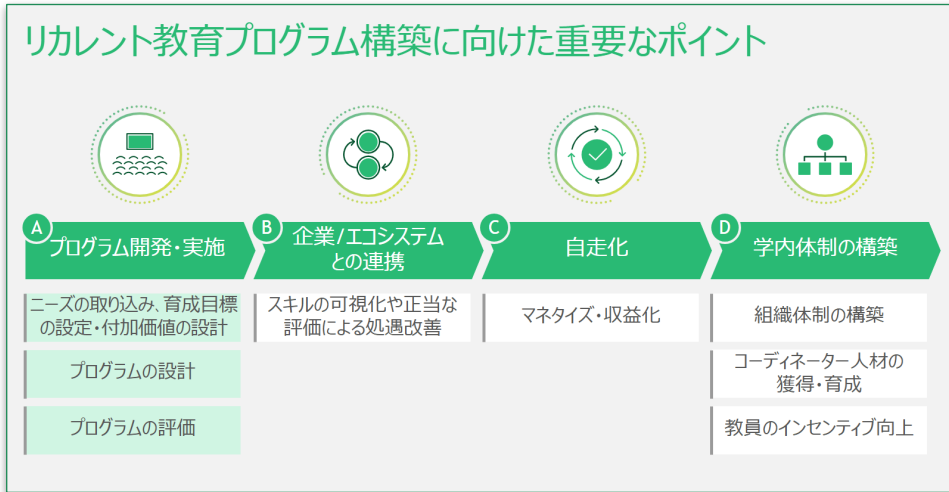 リカレント教育プログラム構築に向けた重要なポイント
A
プログラム開発・実施
B
企業/エコシステム
との連携
C
自走化
D
学内体制の構築
ニーズの取り込み、育成目標
の設定・付加価値の設計
プログラムの設計
プログラムの評価
スキルの可視化や正当な
評価による処遇改善
マネタイズ・収益化
組織体制の構築
コーディネーター人材の
獲得・育成
教員のインセンティブ向上